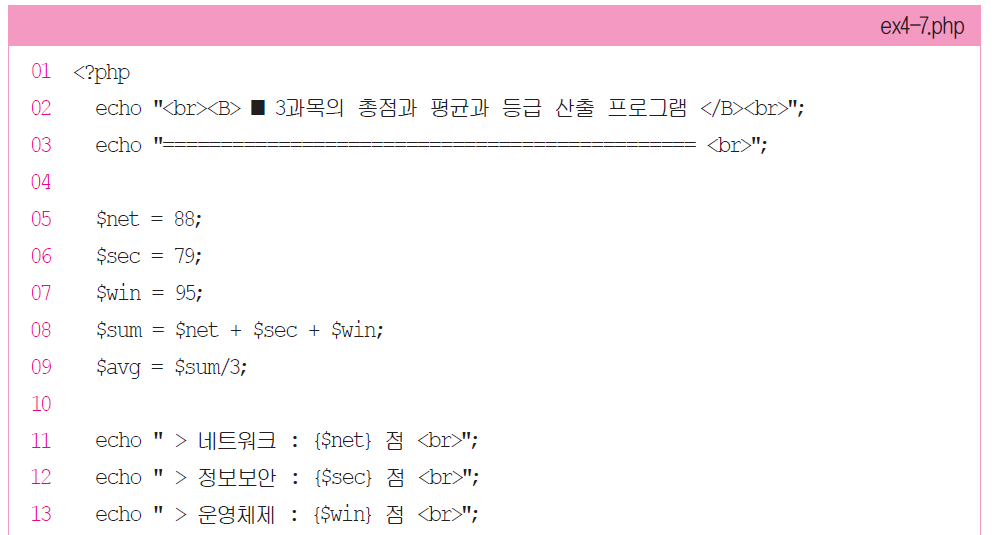 ex4-7.php
01 <?php
02 echo "<br><B> ■ 3과목의 총점과 평균과 등급 산출 프로그램 </B><br>";
03 echo "============================================== <br>";
04
05 $net = 88;
06 $sec = 79;
07 $win = 95;
08 $sum = $net + $sec + $win;
09 $avg = $sum/3;
10
11 echo " > 네트워크 : {$net} 점 <br>";
12 echo " > 정보보안 : {$sec} 점 <br>";
13 echo " > 운영체제 : {$win} 점 <br>";